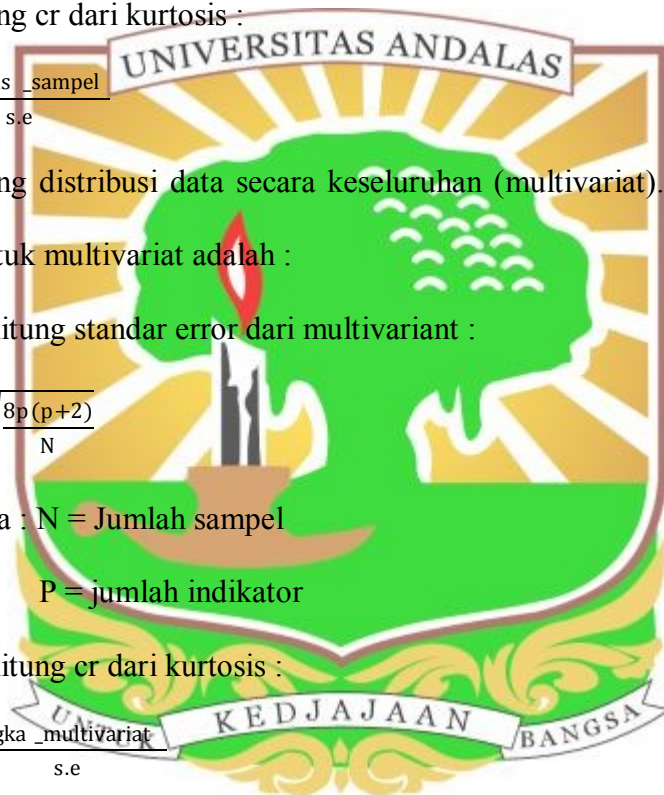 ng cr dari kurtosis :
UNIVERSITAS ANDALAS
s _sampel
s.e
ng distribusi data secara keseluruhan (multivariat).
tuk multivariat adalah :
itung standar error dari multivariant :
8p(p+2)
N
a : N = Jumlah sampel
P = jumlah indikator
itung cr dari kurtosis :
UNTUK KEDJAJAAN BANGSA
gka _multivariat
s.e